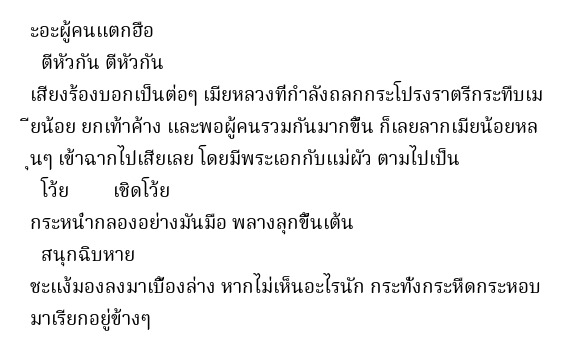 ะอะผู้คนแตกฮือ
ตีหัวกัน ตีหัวกัน
เสียงร้องบอกเป็นต่อๆ เมียหลวงที่กำลังถลกกระโปรงราตรีกระทืบเม
ียน้อย ยกเท้าค้าง และพอผู้คนรวมกันมากขึ้น ก็เลยลากเมียน้อยหล
ุนๆ เข้าฉากไปเสียเลย โดยมีพระเอกกับแม่ผัว ตามไปเป็น
โว้ย เชิดโว้ย
กระหน่ำกลองอย่างมันมือ พลางลุกขึ้นเต้น
สนุกฉิบหาย
ชะแง้มองลงมาเบื้องล่าง หากไม่เห็นอะไรนัก กระทั่งกระหืดกระหอบ
มาเรียกอยู่ข้างๆ